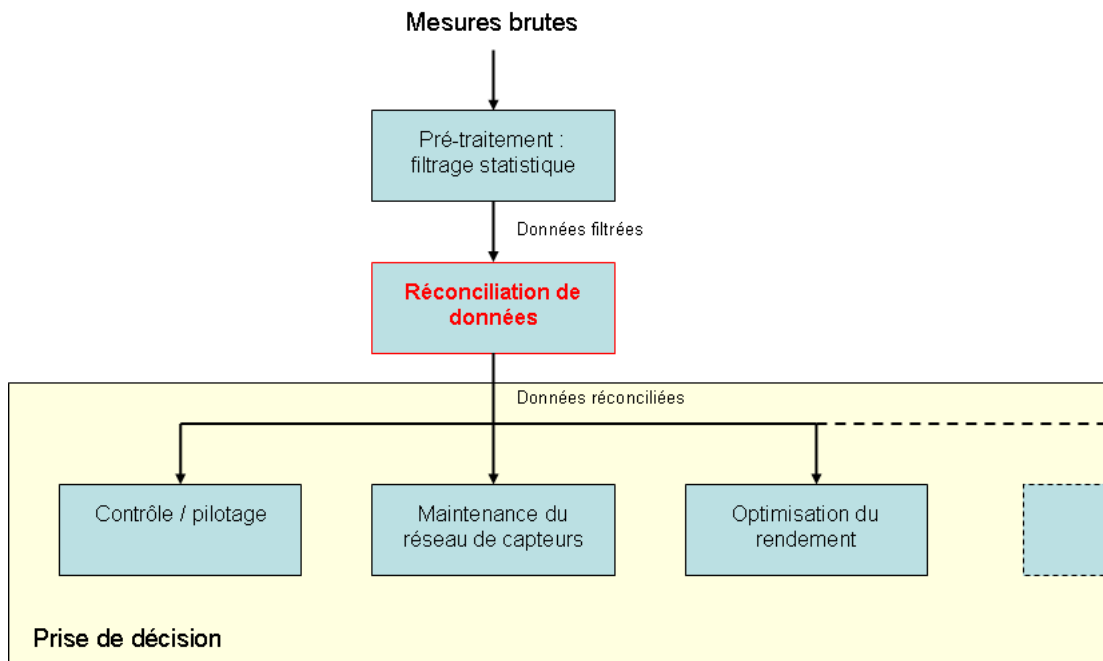 Mesures brutes
Pré-traitement :
filtrage statistique
Données filtrées
Réconciliation de
données
Données réconciliées
Contrôle / pilotage
Maintenance du
réseau de capteurs
Optimisation du
rendement
Prise de décision